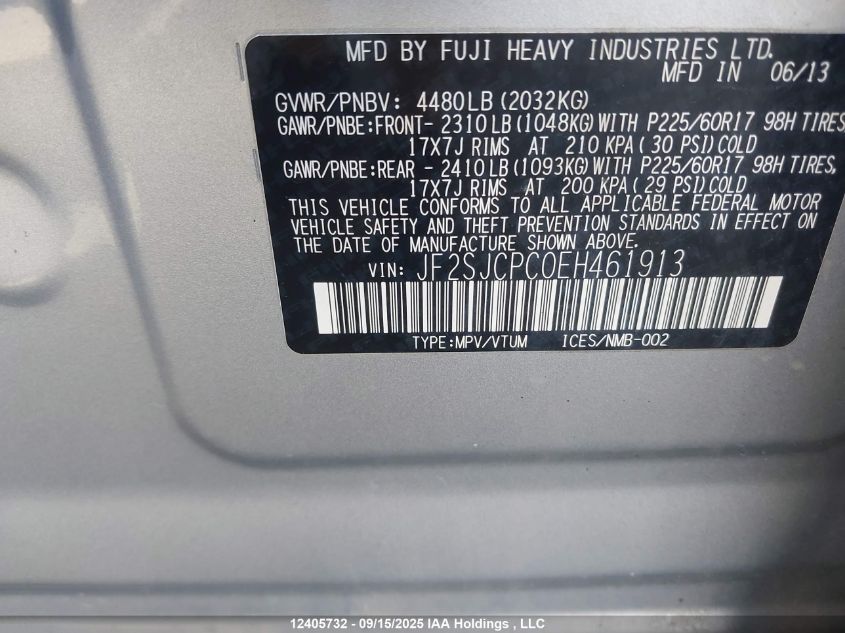 MFD BY FUJI HEAVY INDUSTRIES LTD.
MFD IN 06/13
GVWR/PNBV: 4480LB (2032KG)
GAWR/PNBE:FRONT- 2310LB (1048KG) WITH P225/60R17 98H TIRES
17X7J RIMS AT 210 KPA ( 30 PSI) COLD
GAWR/PNBE:REAR - 2410LB (1093KG) WITH P225/60R17 98H TIRES,
17X7J RIMS AT 200 KPA ( 29 PSI) COLD
THIS VEHICLE CONFORMS TO ALL APPLICABLE FEDERAL MOTOR
VEHICLE SAFETY AND THEFT PREVENTION STANDARDS IN EFFECT ON
THE DATE OF MANUFACTURE SHOWN ABOVE.
VIN: JF2SJCPC0EH461913
TYPE:MPV/VTUM ICES/NMB-002
12405732 - 09/15/2025 IAA Holdings , LLC